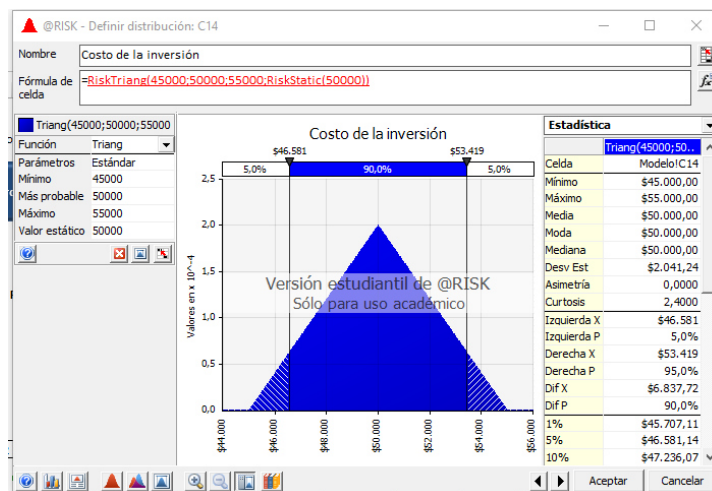 @RISK - Definir distribución: C14
Nombre
Costo de la inversión
Fórmula de
celda
=RiskTriang(45000;50000;55000;RiskStatic(50000))
Triang(45000;50000;55000
Función Triang
Parámetros Estándar
Mínimo 45000
Más probable 50000
Máximo 55000
Valor estático 50000
Costo de la inversión
$46.581 $53.419
5,0% 90,0% 5,0%
Valores en x 10^-4
2,5
2,0
1,5
1,0
0,5
0,0
Versión estudiantil de @RISK
Sólo para uso académico
$44.000
$46.000
$48.000
$50.000
$52.000
$54.000
$56.000
Estadística
Triang(45000;50..
Celda Modelo!C14
Mínimo $45.000,00
Máximo $55.000,00
Media $50.000,00
Moda $50.000,00
Mediana $50.000,00
Desv Est $2.041,24
Asimetría 0,0000
Curtosis 2,4000
Izquierda X $46.581
Izquierda P 5,0%
Derecha X $53.419
Derecha P 95,0%
Dif X $6.837,72
Dif P 90,0%
1% $45.707,11
5% $46.581,14
10% $47.236,07
Aceptar Cancelar